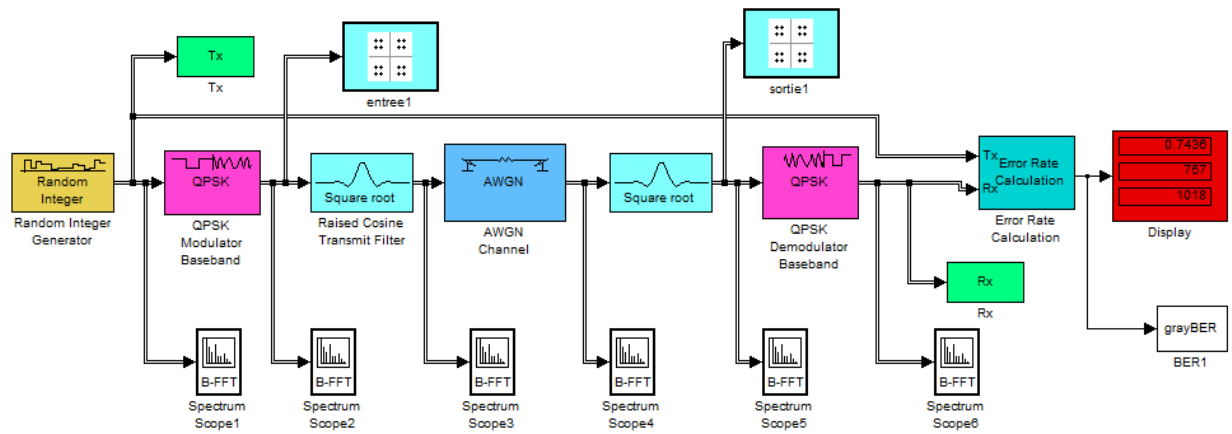 Tx
Tx
entree1
sortie1
Random
Integer
Random Integer
Generator
QPSK
QPSK
Modulator
Baseband
Square root
Raised Cosine
Transmit Filter
AWGN
AWGN
Channel
Square root
QPSK
QPSK
Demodulator
Baseband
Tx
Rx
Error Rate
Calculation
Error Rate
Calculation
0.7436
757
1018
Display
Rx
Rx
grayBER
BER1
B-FFT
Spectrum
Scope1
B-FFT
Spectrum
Scope2
B-FFT
Spectrum
Scope3
B-FFT
Spectrum
Scope4
B-FFT
Spectrum
Scope5
B-FFT
Spectrum
Scope6